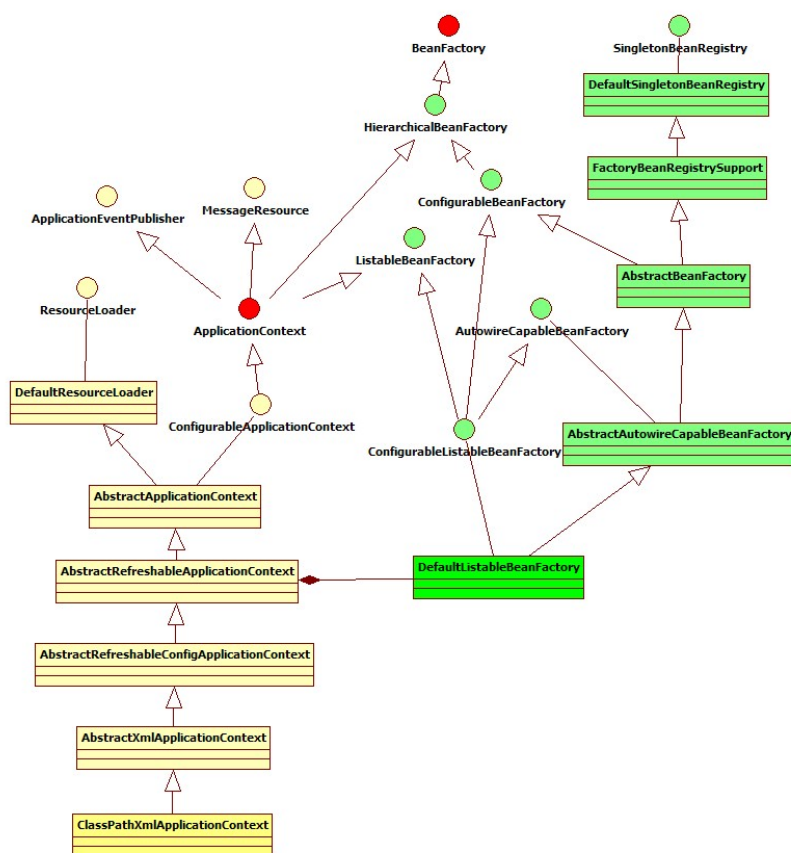 BeanFactory
SingletonBeanRegistry
DefaultSingletonBeanRegistry
HierarchicalBeanFactory
FactoryBeanRegistrySupport
ConfigurableBeanFactory
MessageResource
ApplicationEventPublisher
ListableBeanFactory
AbstractBeanFactory
ResourceLoader
ApplicationContext
AutowireCapableBeanFactory
DefaultResourceLoader
ConfigurableApplicationContext
AbstractAutowireCapableBeanFactory
ConfigurableListableBeanFactory
AbstractApplicationContext
AbstractRefreshableApplicationContext
DefaultListableBeanFactory
AbstractRefreshableConfigApplicationContext
AbstractXmlApplicationContext
ClassPathXmlApplicationContext